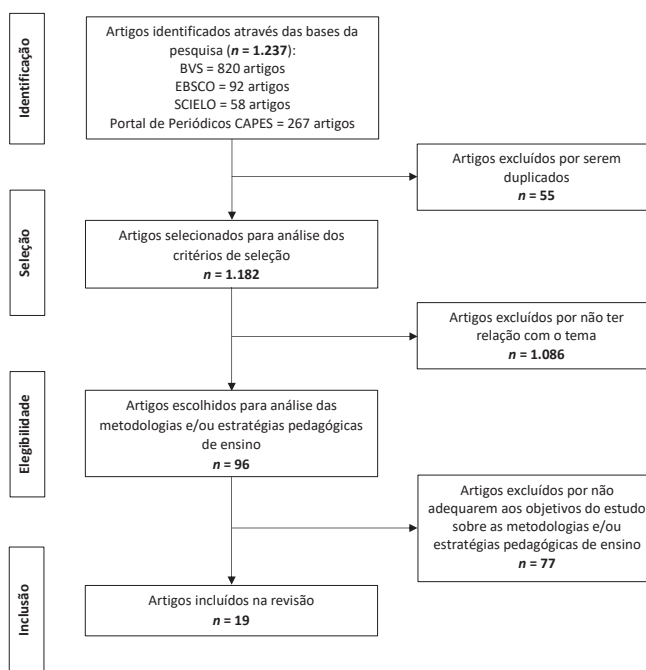 Identificação
Artigos identificados através das bases da
pesquisa (n = 1.237):
BVS = 820 artigos
EBSCO = 92 artigos
SCIELO = 58 artigos
Portal de Periódicos CAPES = 267 artigos
Artigos excluídos por serem
duplicados
n = 55
Seleção
Artigos selecionados para análise dos
critérios de seleção
n = 1.182
Artigos excluídos por não ter
relação com o tema
n = 1.086
Elegibilidade
Artigos escolhidos para análise das
metodologias e/ou estratégias pedagógicas
de ensino
n = 96
Artigos excluídos por não
adequarem aos objetivos do estudo
sobre as metodologias e/ou
estratégias pedagógicas de ensino
n = 77
Inclusão
Artigos incluídos na revisão
n = 19